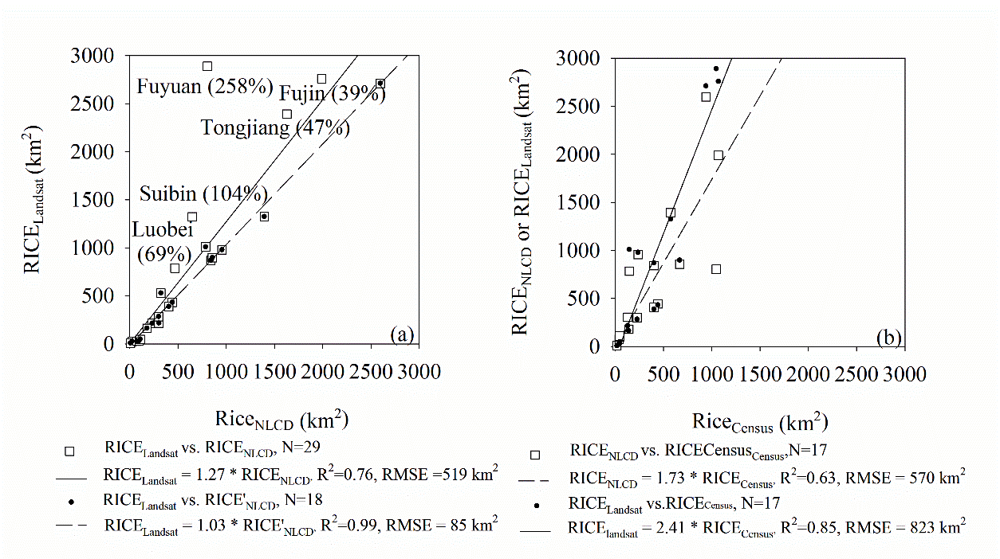 3000
2500
2000
1500
1000
500
0
RICE_Landsat (km²)
Fuyuan (258%)
Fujin (39%)
Tongjiang (47%)
Suibin (104%)
Luobei
(69%)
(a)
0 500 1000 1500 2000 2500 3000
Rice_NLCD (km²)
RICE_Landsat vs. RICE_NLCD, N=29
RICE_Landsat = 1.27 * RICE_NLCD, R²=0.76, RMSE =519 km²
RICE_Landsat vs. RICE'_NLCD, N=18
RICE_Landsat = 1.03 * RICE'_NLCD, R²=0.99, RMSE = 85 km²
3000
2500
2000
1500
1000
500
0
RICE_NLCD or RICE_Landsat (km²)
(b)
0 500 1000 1500 2000 2500 3000
Rice_Census (km²)
RICE_NLCD vs. RICECensus_Census,N=17
RICE_NLCD = 1.73 * RICE_Census, R²=0.63, RMSE = 570 km²
RICE_Landsat vs.RICE_Census, N=17
RICE_landsat = 2.41 * RICE_Census, R²=0.85, RMSE = 823 km²